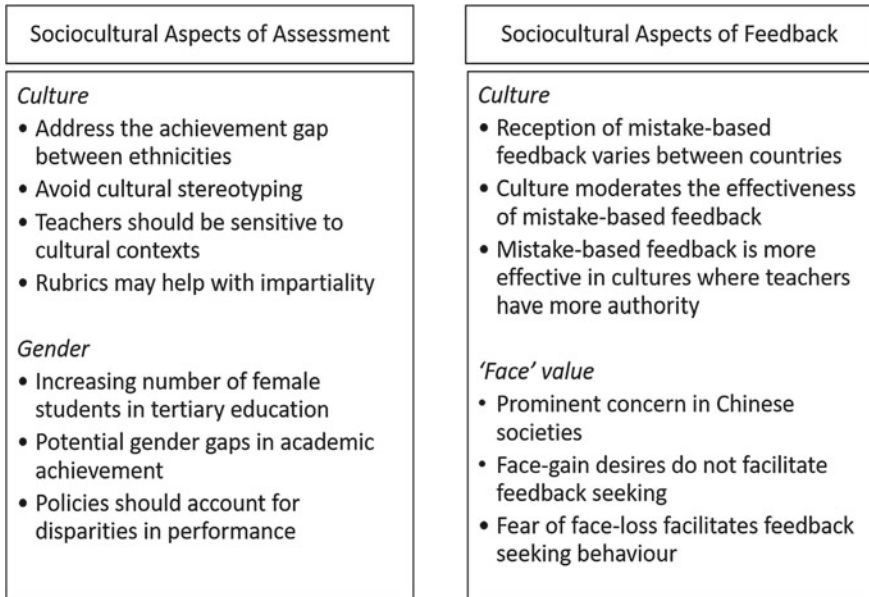 Sociocultural Aspects of Assessment
Culture
• Address the achievement gap
between ethnicities
• Avoid cultural stereotyping
• Teachers should be sensitive to
cultural contexts
• Rubrics may help with impartiality
Gender
• Increasing number of female
students in tertiary education
• Potential gender gaps in academic
achievement
• Policies should account for
disparities in performance
Sociocultural Aspects of Feedback
Culture
• Reception of mistake-based
feedback varies between countries
• Culture moderates the effectiveness
of mistake-based feedback
• Mistake-based feedback is more
effective in cultures where teachers
have more authority
‘Face’ value
• Prominent concern in Chinese
societies
• Face-gain desires do not facilitate
feedback seeking
• Fear of face-loss facilitates feedback
seeking behaviour